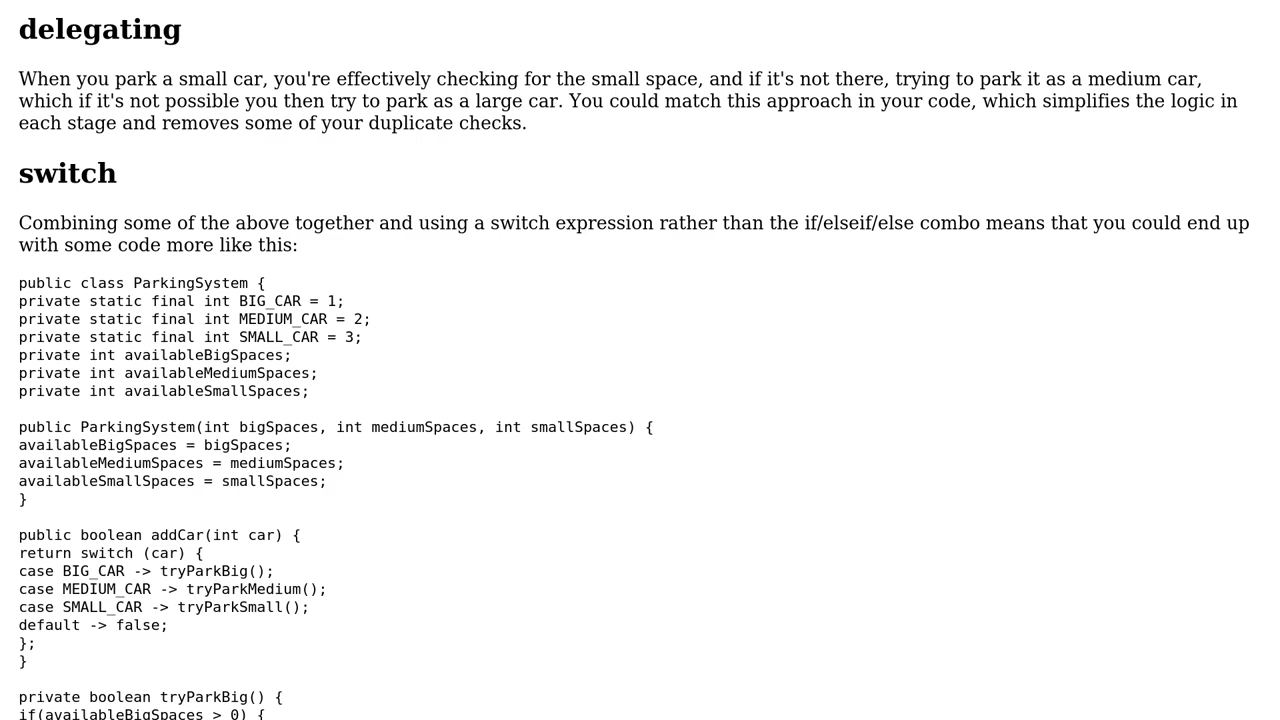 delegating
When you park a small car, you're effectively checking for the small space, and if it's not there, trying to park it as a medium car,
which if it's not possible you then try to park as a large car. You could match this approach in your code, which simplifies the logic in
each stage and removes some of your duplicate checks.
switch
Combining some of the above together and using a switch expression rather than the if/elseif/else combo means that you could end up
with some code more like this:
public class ParkingSystem {
private static final int BIG_CAR = 1;
private static final int MEDIUM_CAR = 2;
private static final int SMALL_CAR = 3;
private int availableBigSpaces;
private int availableMediumSpaces;
private int availableSmallSpaces;
public ParkingSystem(int bigSpaces, int mediumSpaces, int smallSpaces) {
availableBigSpaces = bigSpaces;
availableMediumSpaces = mediumSpaces;
availableSmallSpaces = smallSpaces;
}
public boolean addCar(int car) {
return switch (car) {
case BIG_CAR -> tryParkBig();
case MEDIUM_CAR -> tryParkMedium();
case SMALL_CAR -> tryParkSmall();
default -> false;
};
}
private boolean tryParkBig() {
if(availableBigSpaces > 0) {